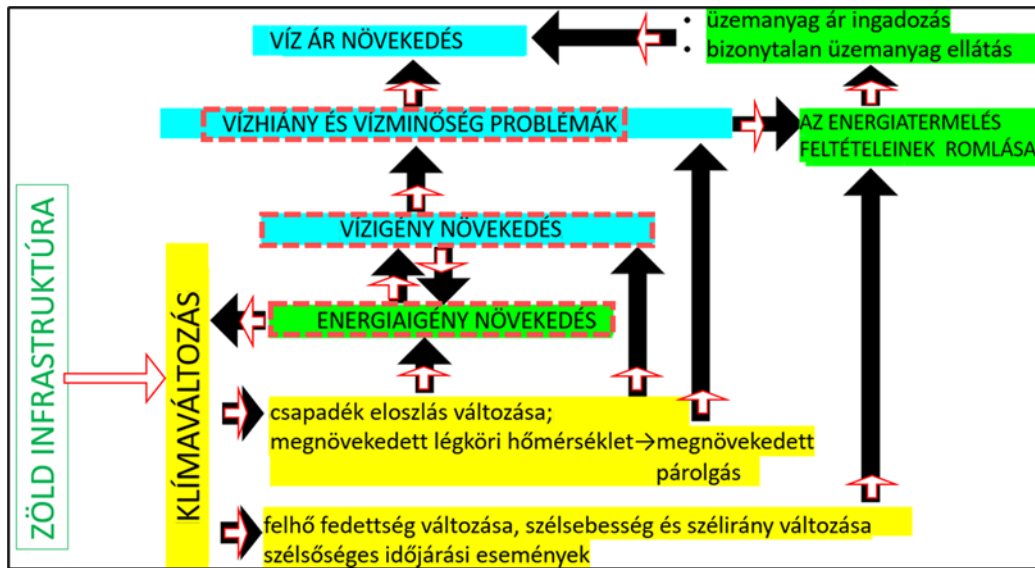 • üzemanyag ár ingadozás
• bizonytalan üzemanyag ellátás
VÍZ ÁR NÖVEKEDÉS
VÍZHIÁNY ÉS VÍZMINŐSÉG PROBLÉMÁK
AZ ENERGIATERMELÉS
FELTÉTELEINEK ROMLÁSA
VÍZIGÉNY NÖVEKEDÉS
ENERGIAIGÉNY NÖVEKEDÉS
ZÖLD INFRASTRUKTÚRA
KLÍMAVÁLTOZÁS
csapadék eloszlás változása;
megnövekedett légköri hőmérséklet→megnövekedett
párolgás
felhő fedettség változása, szélsebesség és szélirány változása
szélsőséges időjárási események